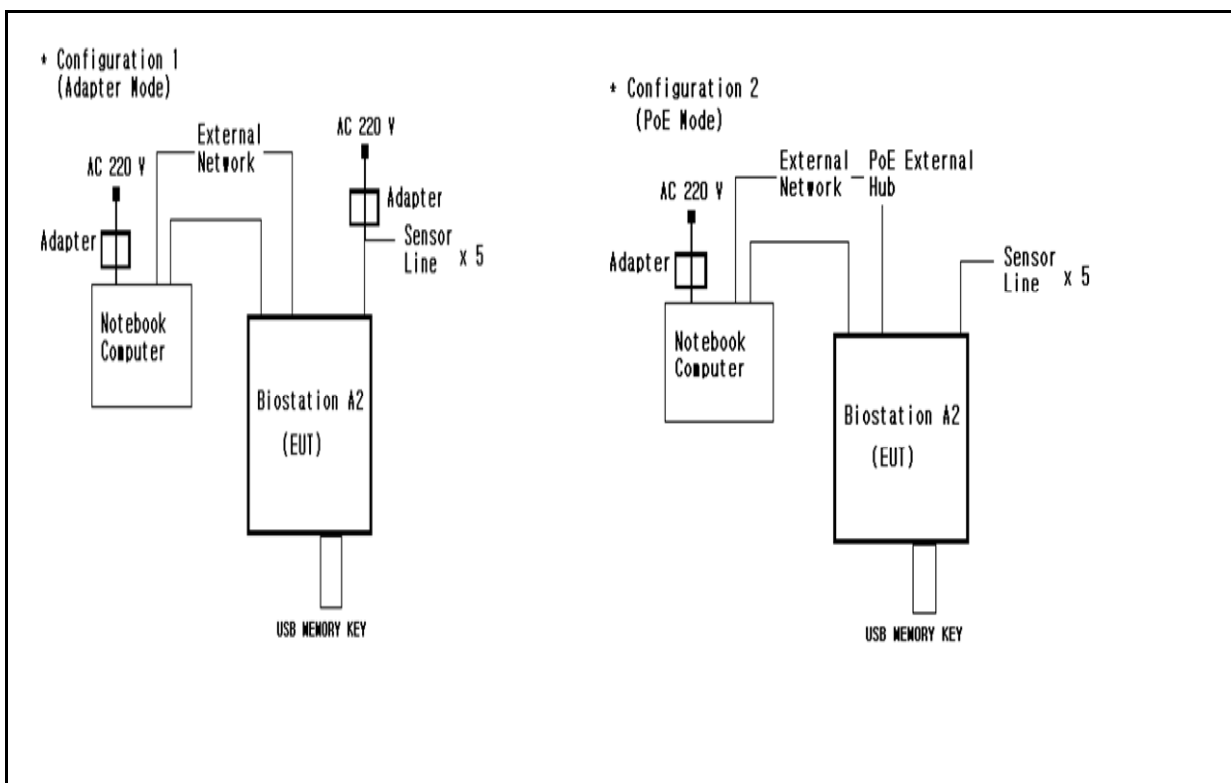 * Configuration 1
(Adapter Mode)
AC 220 V
External
Network
AC 220 V
Adapter
Adapter
Sensor
Line x 5
Notebook
Computer
Biostation A2
(EUT)
USB MEMORY KEY
* Configuration 2
(PoE Mode)
External
Network
PoE External
Hub
AC 220 V
Adapter
Sensor
Line x 5
Notebook
Computer
Biostation A2
(EUT)
USB MEMORY KEY